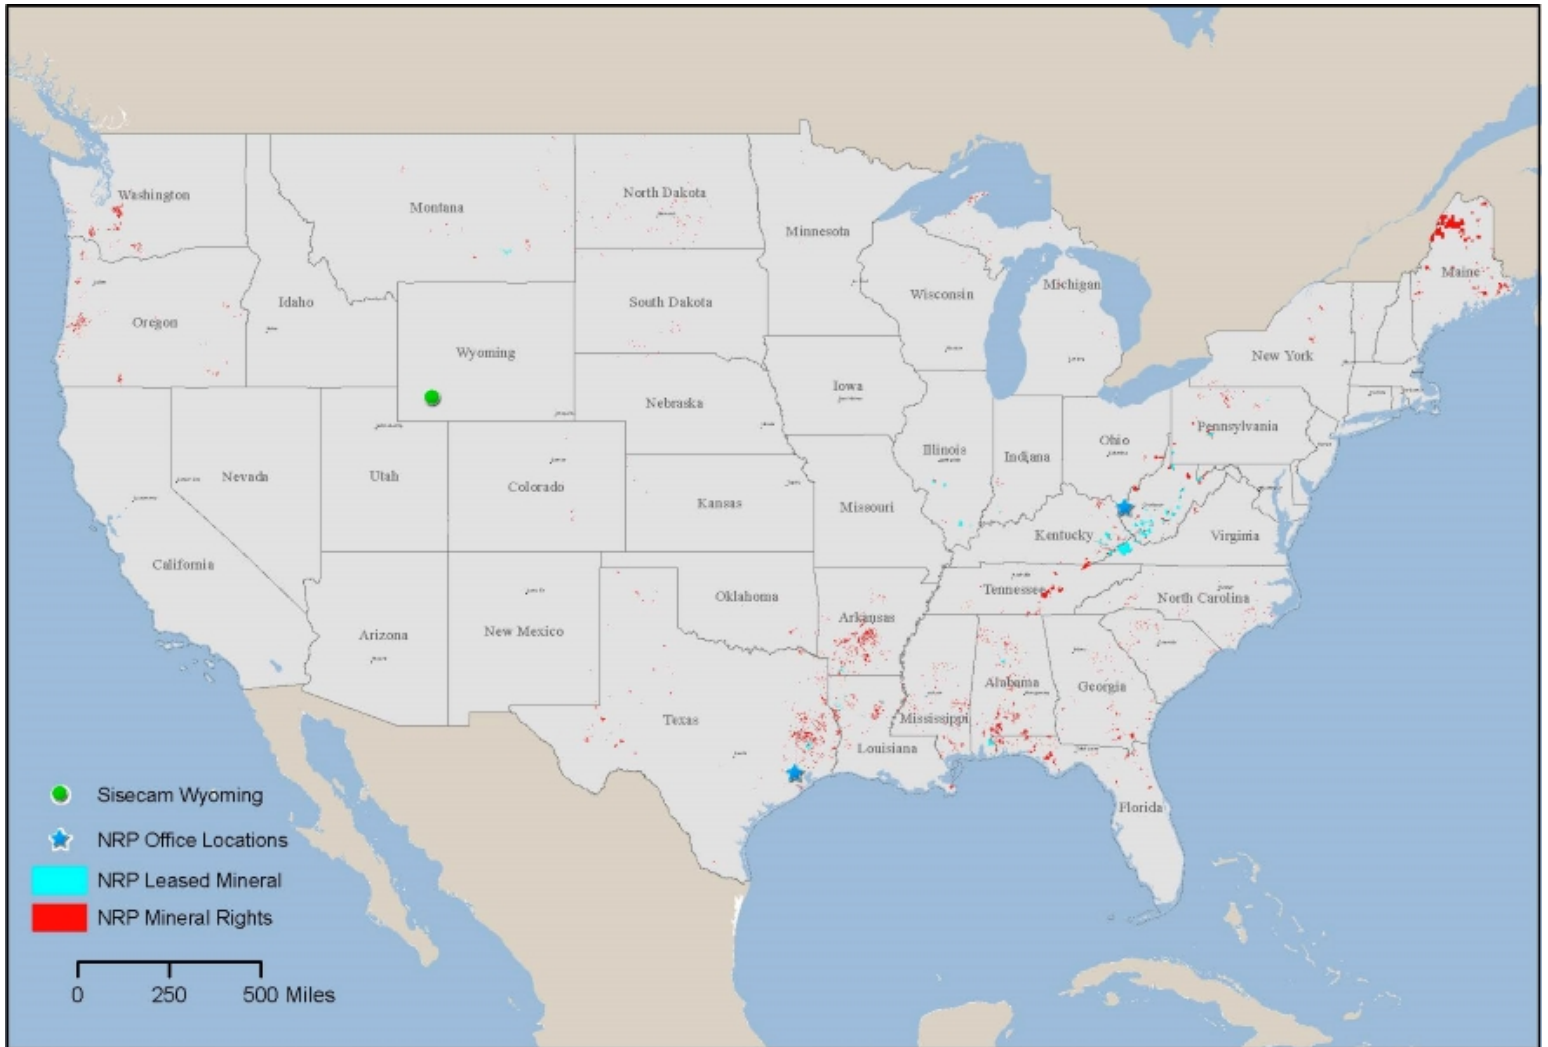 Washington
North Dakota
Montana
Minnesota
Maine
Michigan
Wisconsin
South Dakota
Idaho
Oregon
Wyoming
New York
Iowa
Nebraska
Pennsylvania
Ohio
Illinois
Indiana
Nevada
Utah
Colorado
Kansas
Missouri
Kentucky
Virginia
California
Tennessee
Oklahoma
North Carolina
Arkansas
Arizona
New Mexico
Alabama
Georgia
Texas
Mississippi
Louisiana
Florida
Sisecam Wyoming
NRP Office Locations
NRP Leased Mineral
NRP Mineral Rights
0 250 500 Miles